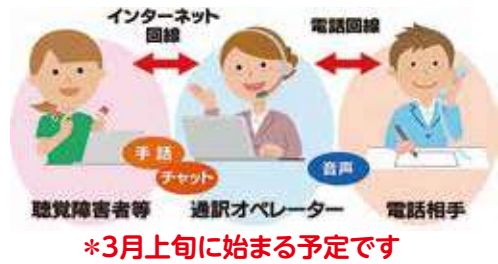 インターネット
回線
電話回線
手話
チャット
音声
聴覚障害者等
通訳オペレーター
電話相手
*3月上旬に始まる予定です